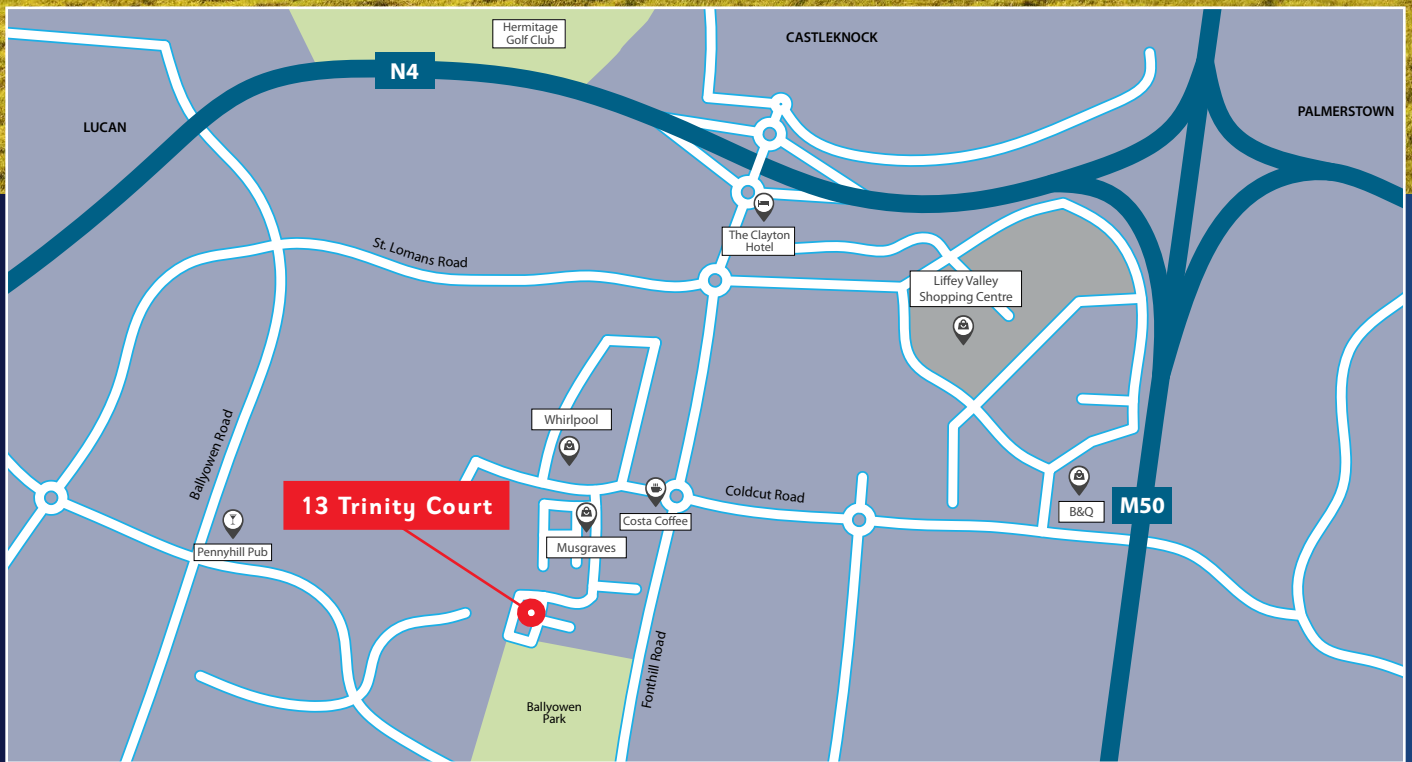 Hermitage
Golf Club
CASTLEKNOCK
N4
PALMERSTOWN
LUCAN
The Clayton
Hotel
St. Lomans Road
Liffey Valley
Shopping Centre
Whirlpool
Ballyowen Road
Coldcut Road
13 Trinity Court
M50
B&Q
Costa Coffee
Musgraves
Pennyhill Pub
Fonthill Road
Ballyowen
Park